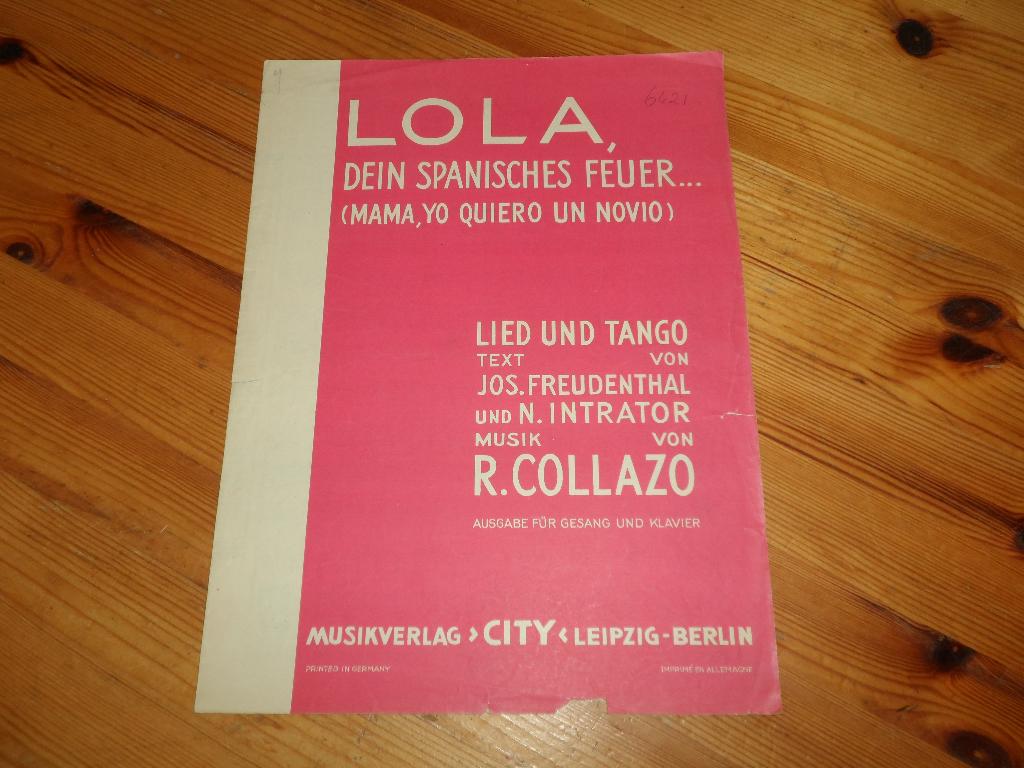 6421
LOLA,
DEIN SPANISCHES FEUER...
(MAMA, YO QUIERO UN NOVIO)
LIED UND TANGO
TEXT VON
JOS. FREUDENTHAL
UND N. INTRATOR
MUSIK VON
R. COLLAZO
AUSGABE FÜR GESANG UND KLAVIER
MUSIKVERLAG > CITY < LEIPZIG-BERLIN
PRINTED IN GERMANY IMPRIMÉ EN ALLEMAGNE